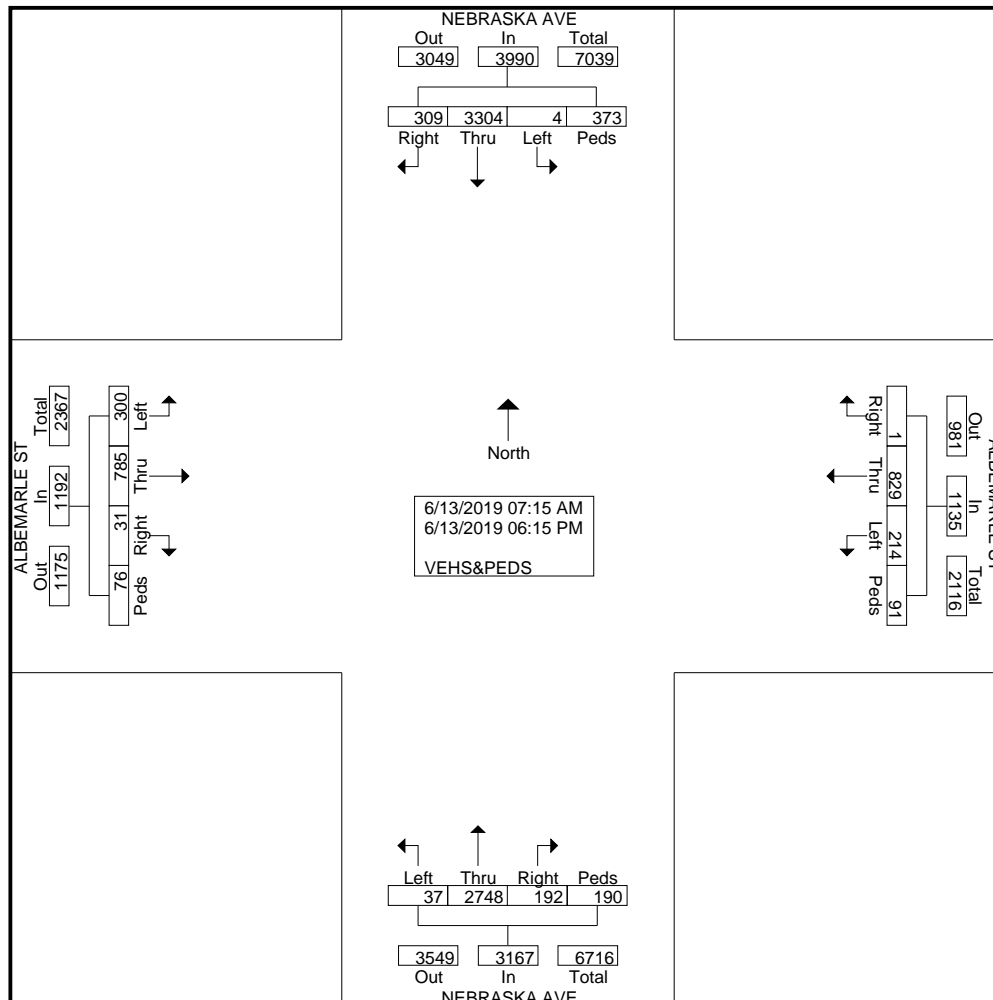 NEBRASKA AVE
Out In Total
3049 3990 7039
309 3304 4 373
Right Thru Left Peds
ALBEMARLE ST
Total In Out
2367 1192 1175
300 785 31 76
Left Thru Right Peds
North
6/13/2019 07:15 AM
6/13/2019 06:15 PM
VEHS&PEDS
Right Thru Left Peds
1 829 214 91
981 1135 2116
Out In Total
ALBEMARLE ST
Left Thru Right Peds
37 2748 192 190
3549 3167 6716
Out In Total
NEBRASKA AVE